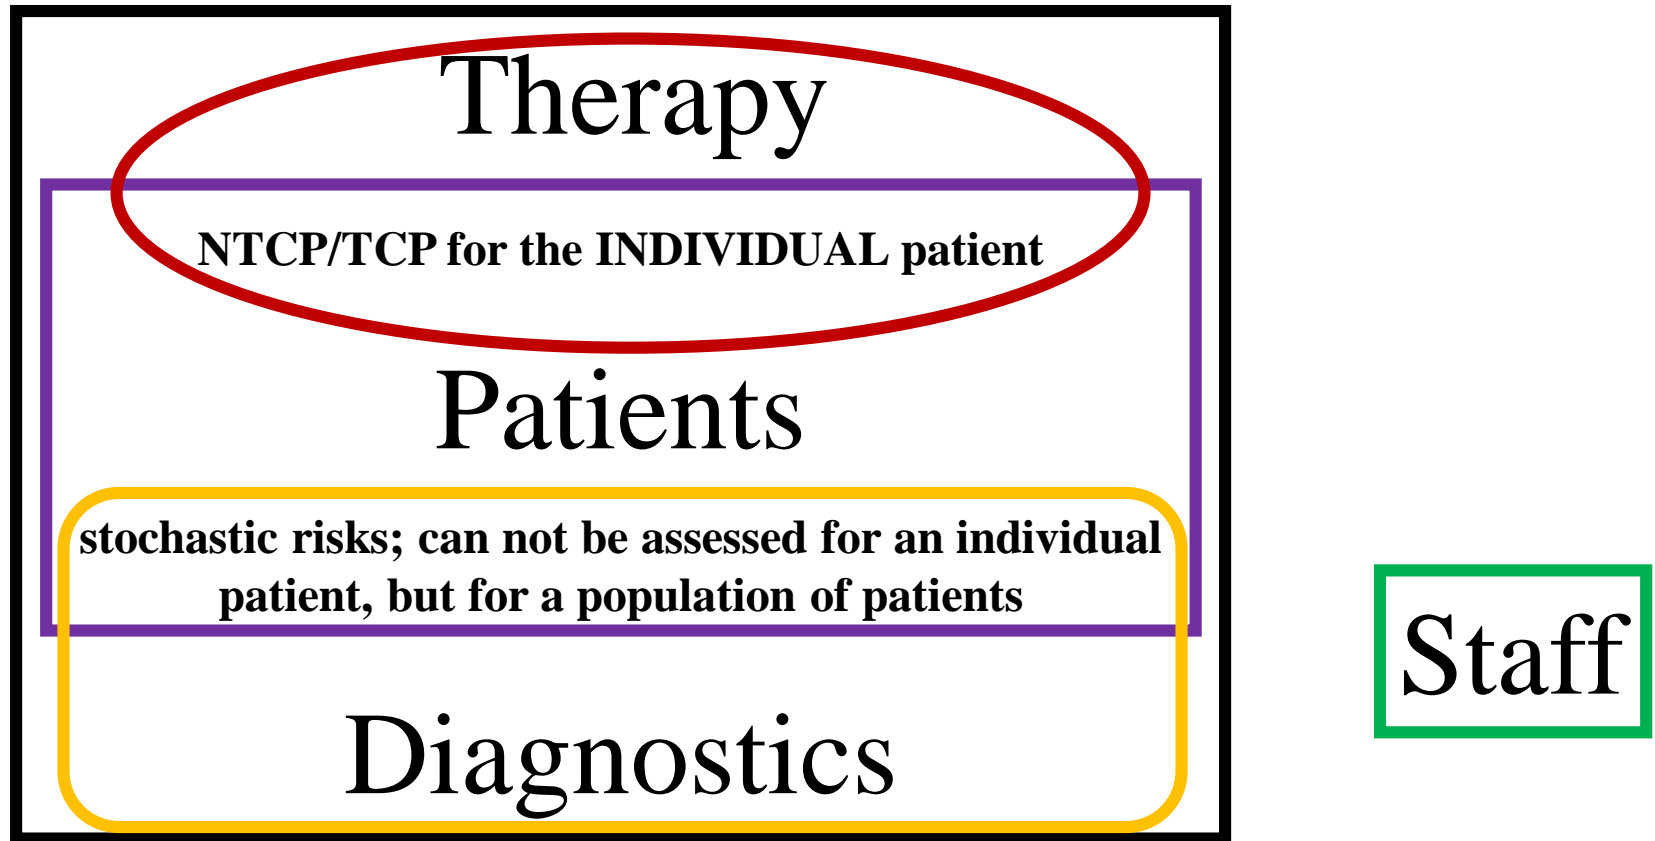 Therapy
NTCP/TCP for the INDIVIDUAL patient
Patients
stochastic risks; can not be assessed for an individual
patient, but for a population of patients
Diagnostics
Staff